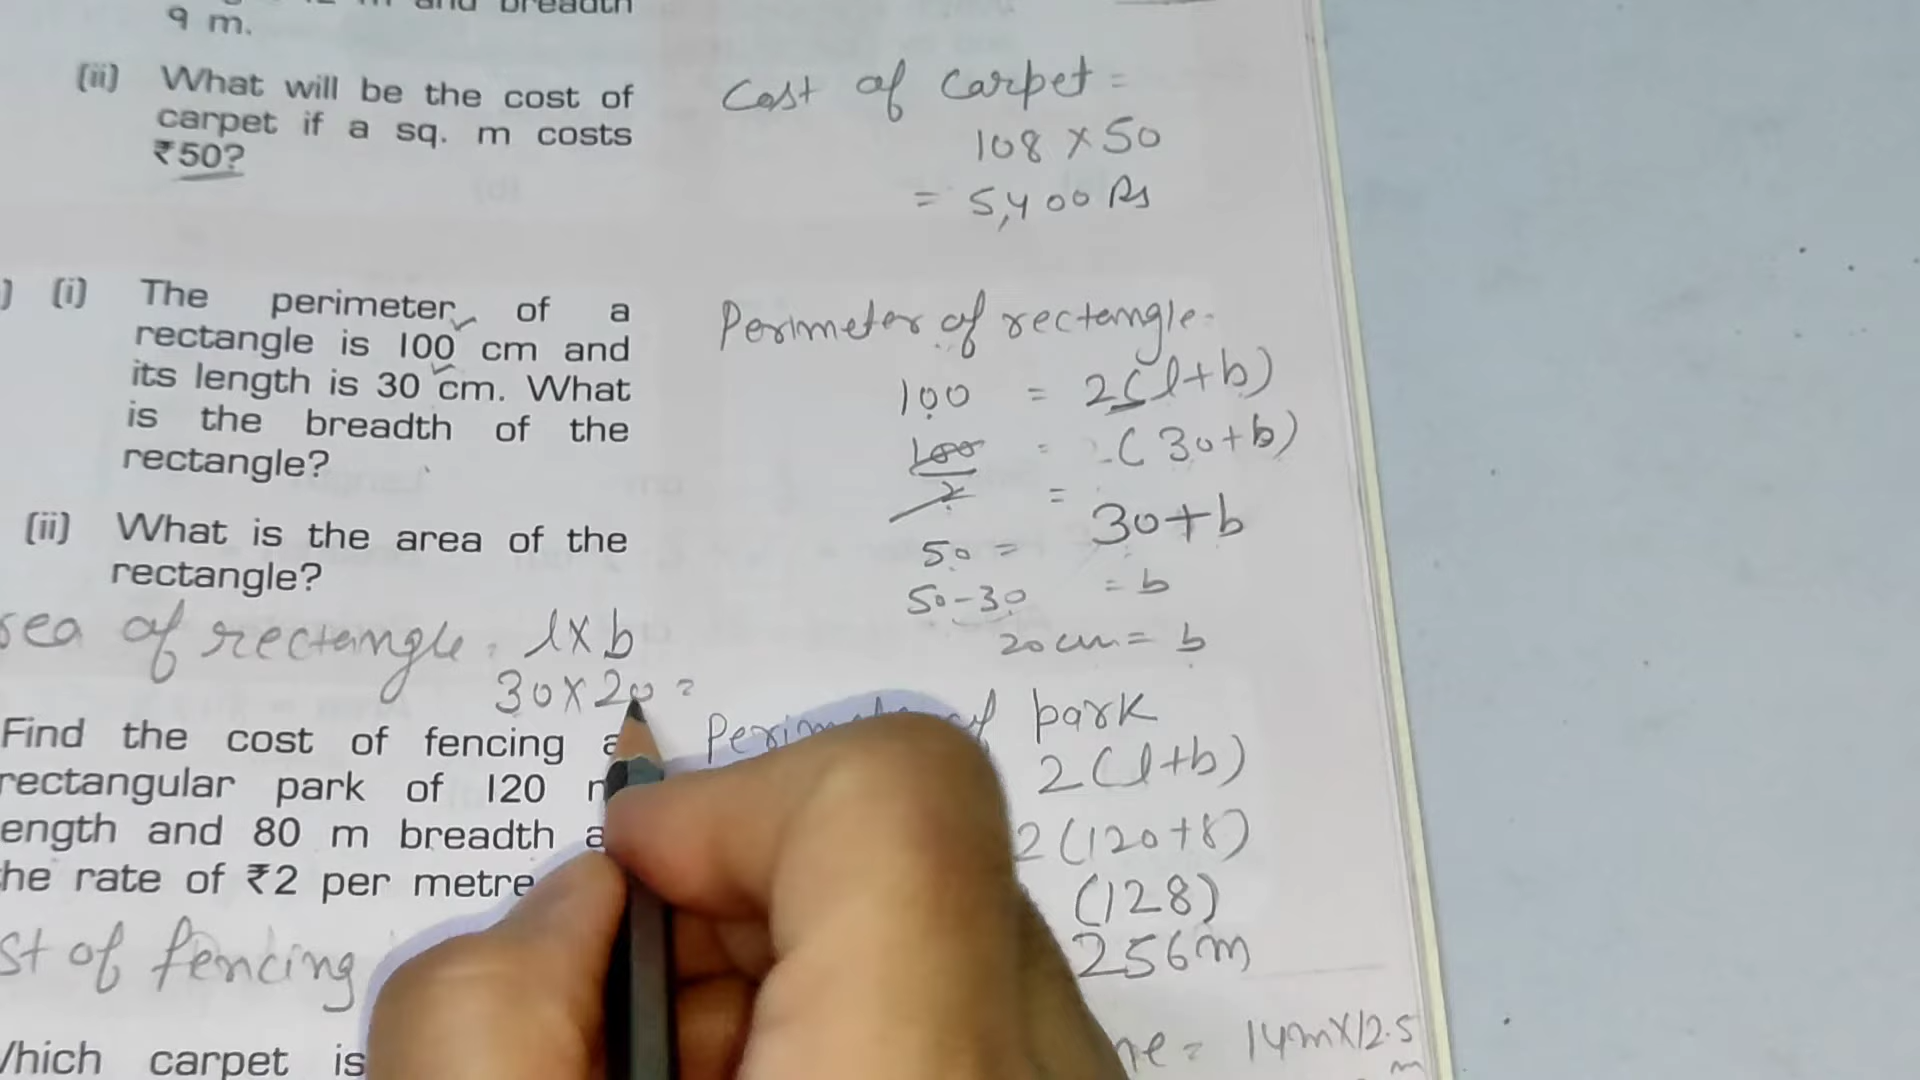 9 m.
(ii) What will be the cost of
carpet if a sq. m costs
₹50?
Cost of carpet =
108 × 50
= 5,400 Rs
(i) The perimeter of a
rectangle is 100 cm and
its length is 30 cm. What
is the breadth of the
rectangle?
(ii) What is the area of the
rectangle?
Perimeter of rectangle =
100 = 2(l+b)
100 = (30+b)
2 = 30+b
50 =
50-30 = b
20 cm = b
of rectangle = l×b
30×20 =
Find the cost of fencing
rectangular park of 120
and 80 m breadth
rate of ₹2 per metre
of fencing
park
2(l+b)
2(120+8)
(128)
256m
carpet is
14m×12.5
m